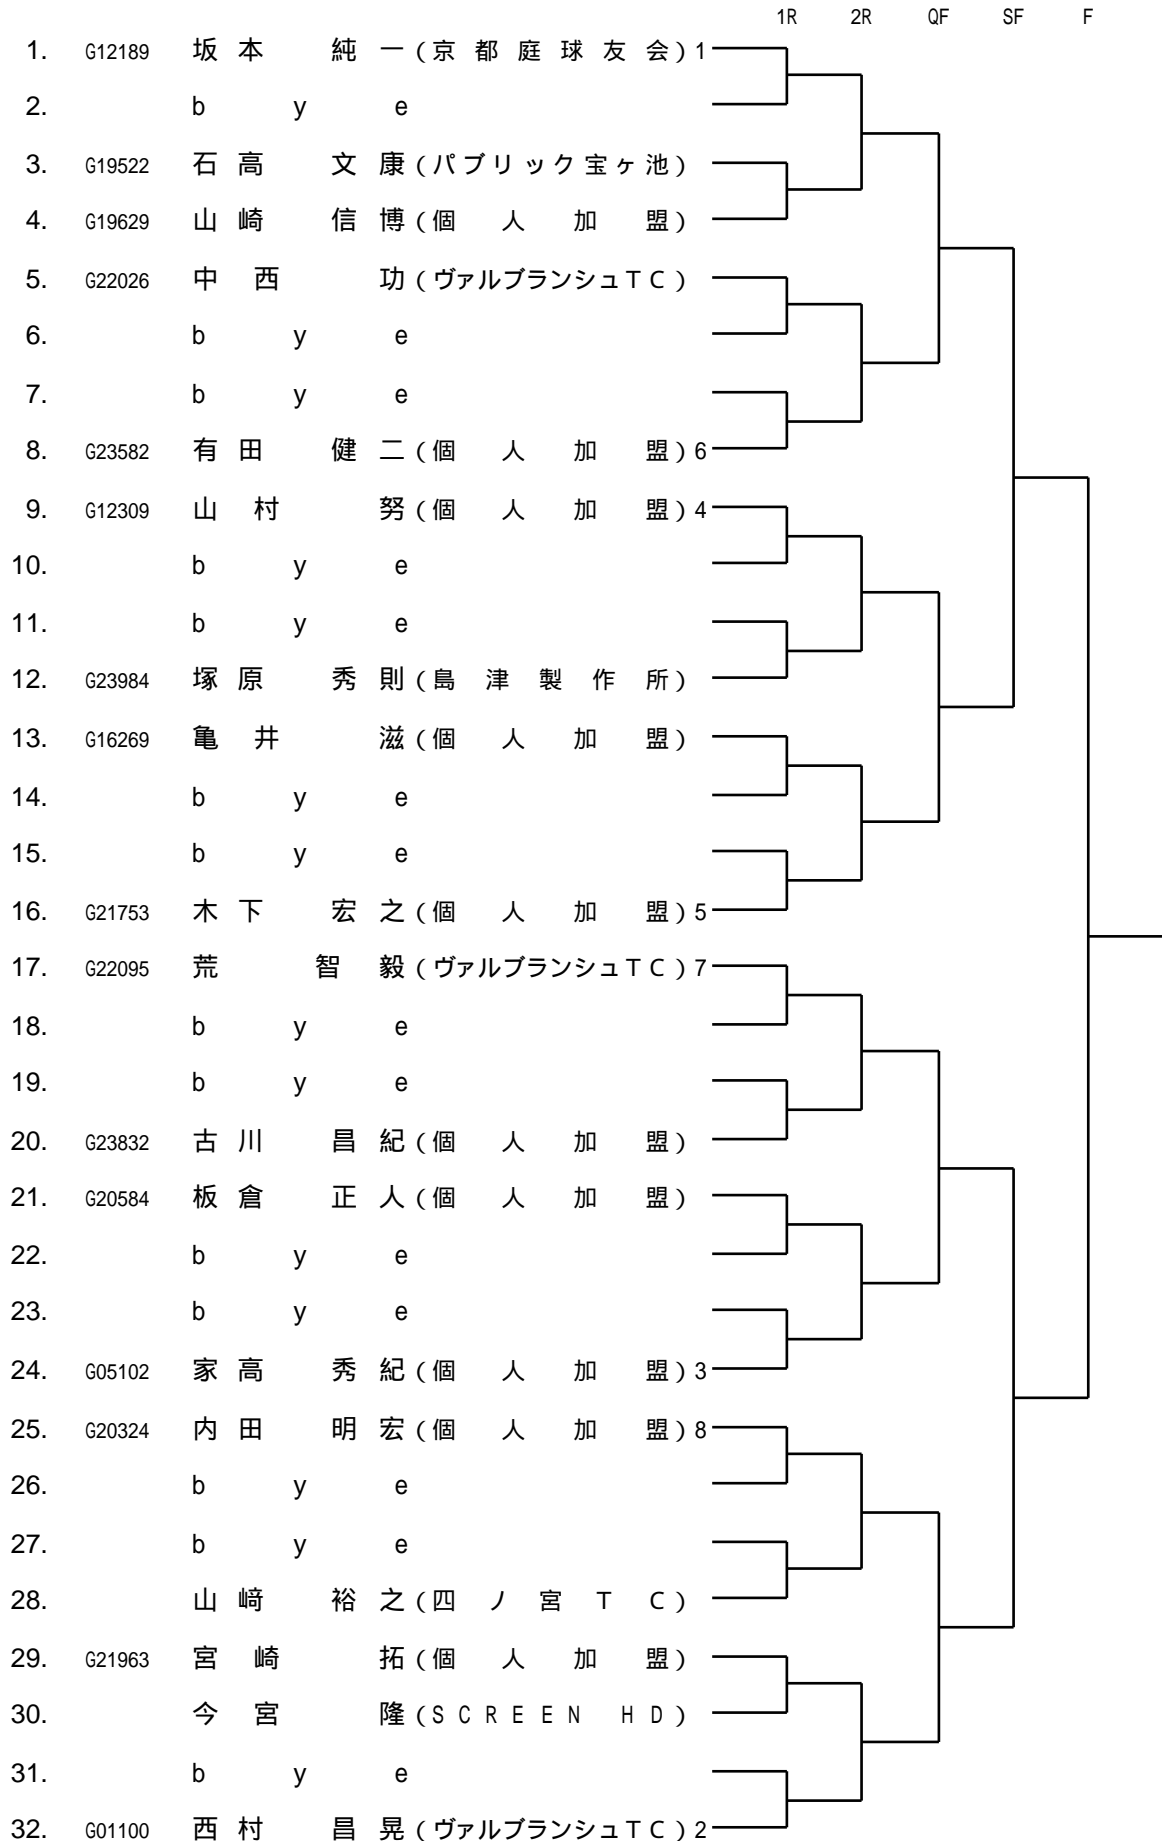 1R 2R QF SF F
1. G12189 坂本 純一(京都庭球友会)1
2. bye
3. G19522 石高 文康(パブリック宝ヶ池)
4. G19629 山崎 信博(個人加盟)
5. G22026 中西 功(ヴァルブランシュTC)
6. bye
7. bye
8. G23582 有田 健二(個人加盟)6
9. G12309 山村 努(個人加盟)4
10. bye
11. bye
12. G23984 塚原 秀則(島津製作所)
13. G16269 亀井 滋(個人加盟)
14. bye
15. bye
16. G21753 木下 宏之(個人加盟)5
17. G22095 荒 智毅(ヴァルブランシュTC)7
18. bye
19. bye
20. G23832 古川 昌紀(個人加盟)
21. G20584 板倉 正人(個人加盟)
22. bye
23. bye
24. G05102 家高 秀紀(個人加盟)3
25. G20324 内田 明宏(個人加盟)8
26. bye
27. bye
28. 山﨑 裕之(四ノ宮TC)
29. G21963 宮崎 拓(個人加盟)
30. 今宮 隆(SCREEN HD)
31. bye
32. G01100 西村 昌晃(ヴァルブランシュTC)2